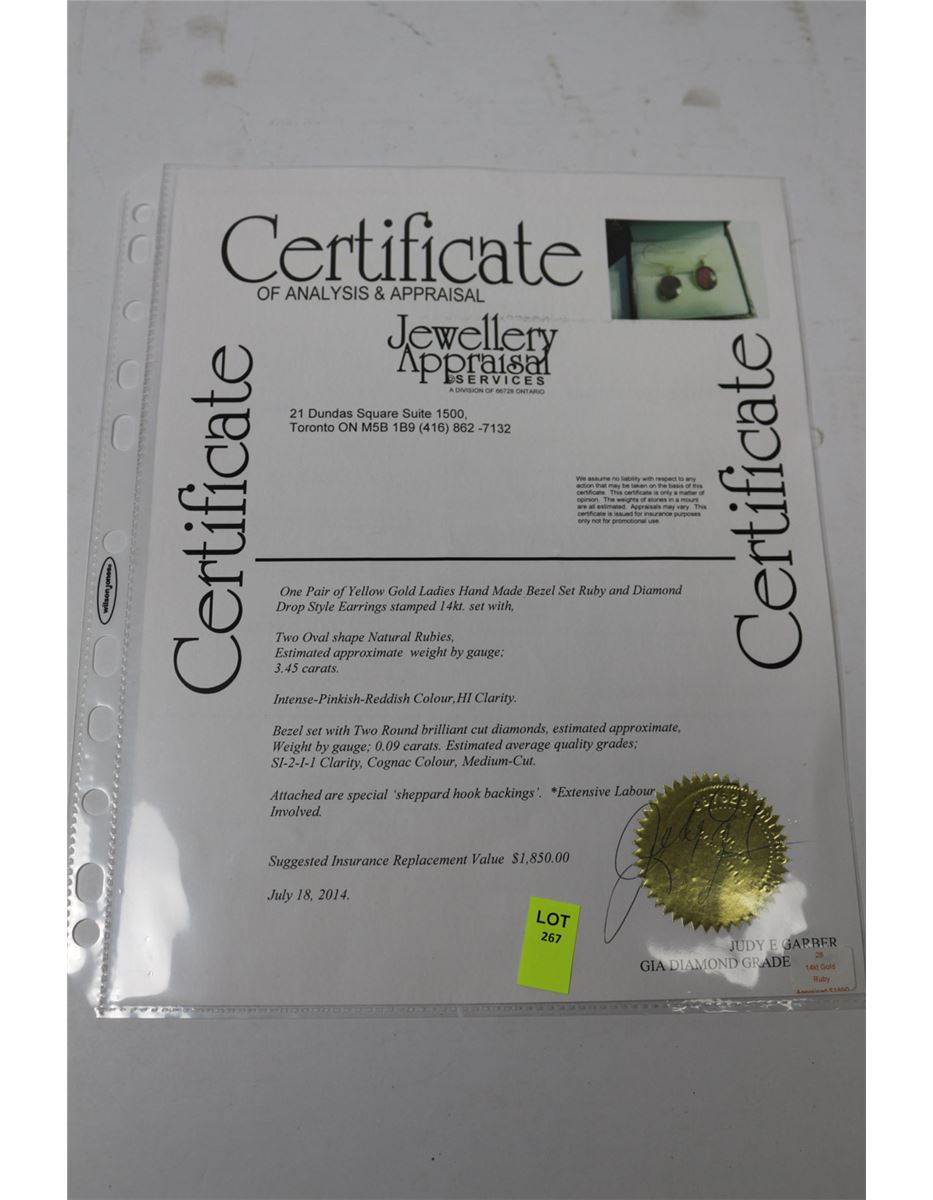 Certificate
OF ANALYSIS & APPRAISAL
Jewellery
Appraisal
SERVICES
A DIVISION OF 66728 ONTARIO
21 Dundas Square Suite 1500,
Toronto ON M5B 1B9 (416) 862 -7132
We assume no liability with respect to any
action that may be taken on the basis of this
certificate. This certificate is only a matter of
opinion. The weights of stones in a mount
are all estimated. Appraisals may vary. This
certificate is issued for insurance purposes
only not for promotional use.
Certificate
Certificate
wilson jones
One Pair of Yellow Gold Ladies Hand Made Bezel Set Ruby and Diamond
Drop Style Earrings stamped 14kt. set with,
Two Oval shape Natural Rubies,
Estimated approximate weight by gauge;
3.45 carats.
Intense-Pinkish-Reddish Colour,HI Clarity.
Bezel set with Two Round brilliant cut diamonds, estimated approximate,
Weight by gauge; 0.09 carats. Estimated average quality grades;
SI-2-I-1 Clarity, Cognac Colour, Medium-Cut.
Attached are special ‘sheppard hook backings’. *Extensive Labour
Involved.
Suggested Insurance Replacement Value $1,850.00
July 18, 2014.
LOT
267
JUDY E GARBER
GIA DIAMOND GRADE
28
14kt Gold
Ruby
Appraised $1850